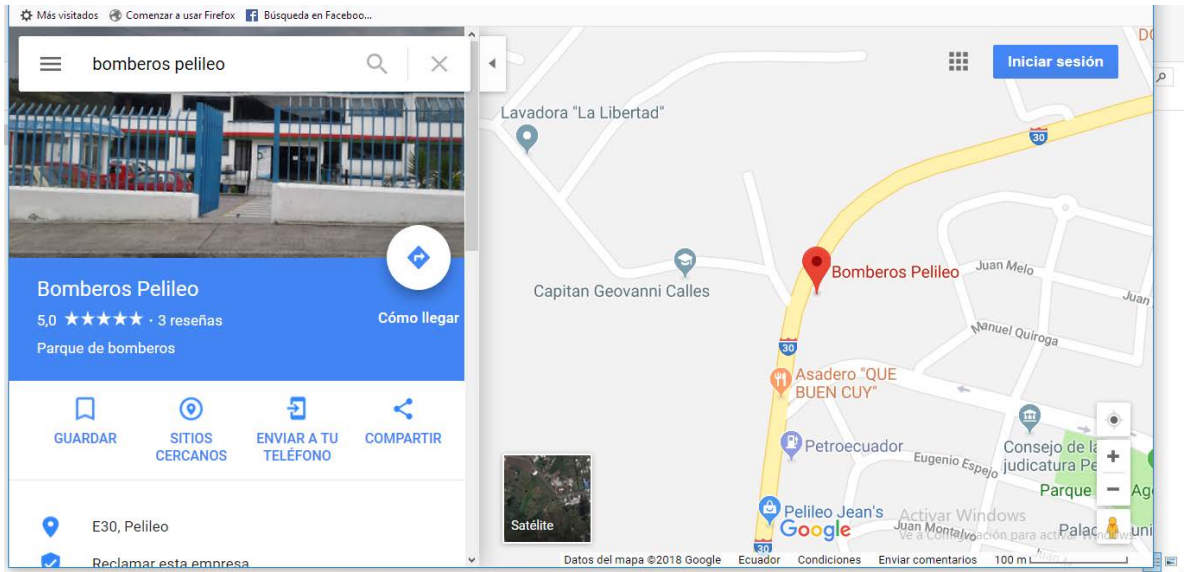 Más visitados
Comenzar a usar Firefox
Búsqueda en Faceboo...
bomberos pelileo
Bomberos Pelileo
5,0 ★★★★★ · 3 reseñas
Cómo llegar
Parque de bomberos
GUARDAR
SITIOS
CERCANOS
ENVIAR A TU
TELÉFONO
COMPARTIR
E30, Pelileo
Reclamar esta empresa
Iniciar sesión
Lavadora "La Libertad"
30
Capitan Geovanni Calles
Bomberos Pelileo
Juan Melo
Juan
Manuel Quiroga
30
Asadero "QUE
BUEN CUY"
Petroecuador
Eugenio Espejo
Consejo de la
judicatura Pe
Parque
Ag
Pelileo Jean's
Google
Juan Montalvo
Activar Windows
Ve a Configuración para activar Windows.
Palac
uni
30
Satélite
Datos del mapa ©2018 Google
Ecuador
Condiciones
Enviar comentarios
100 m